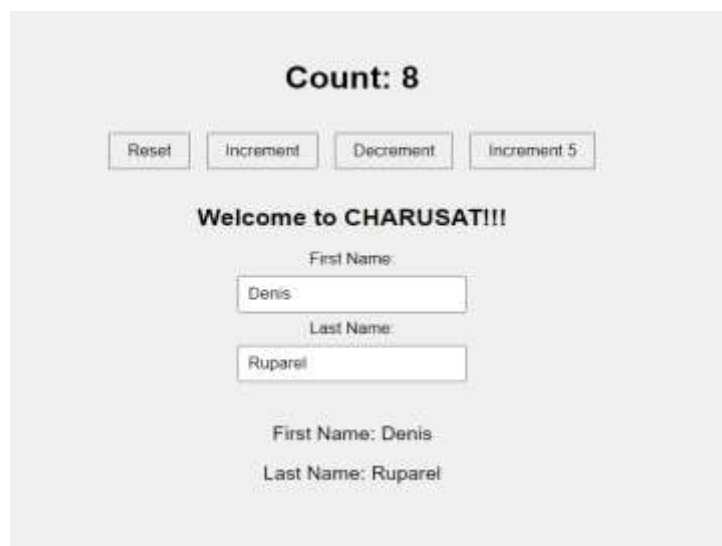 Count: 8
Reset Increment Decrement Increment 5
Welcome to CHARUSAT!!!
First Name:
Denis
Last Name:
Ruparel
First Name: Denis
Last Name: Ruparel